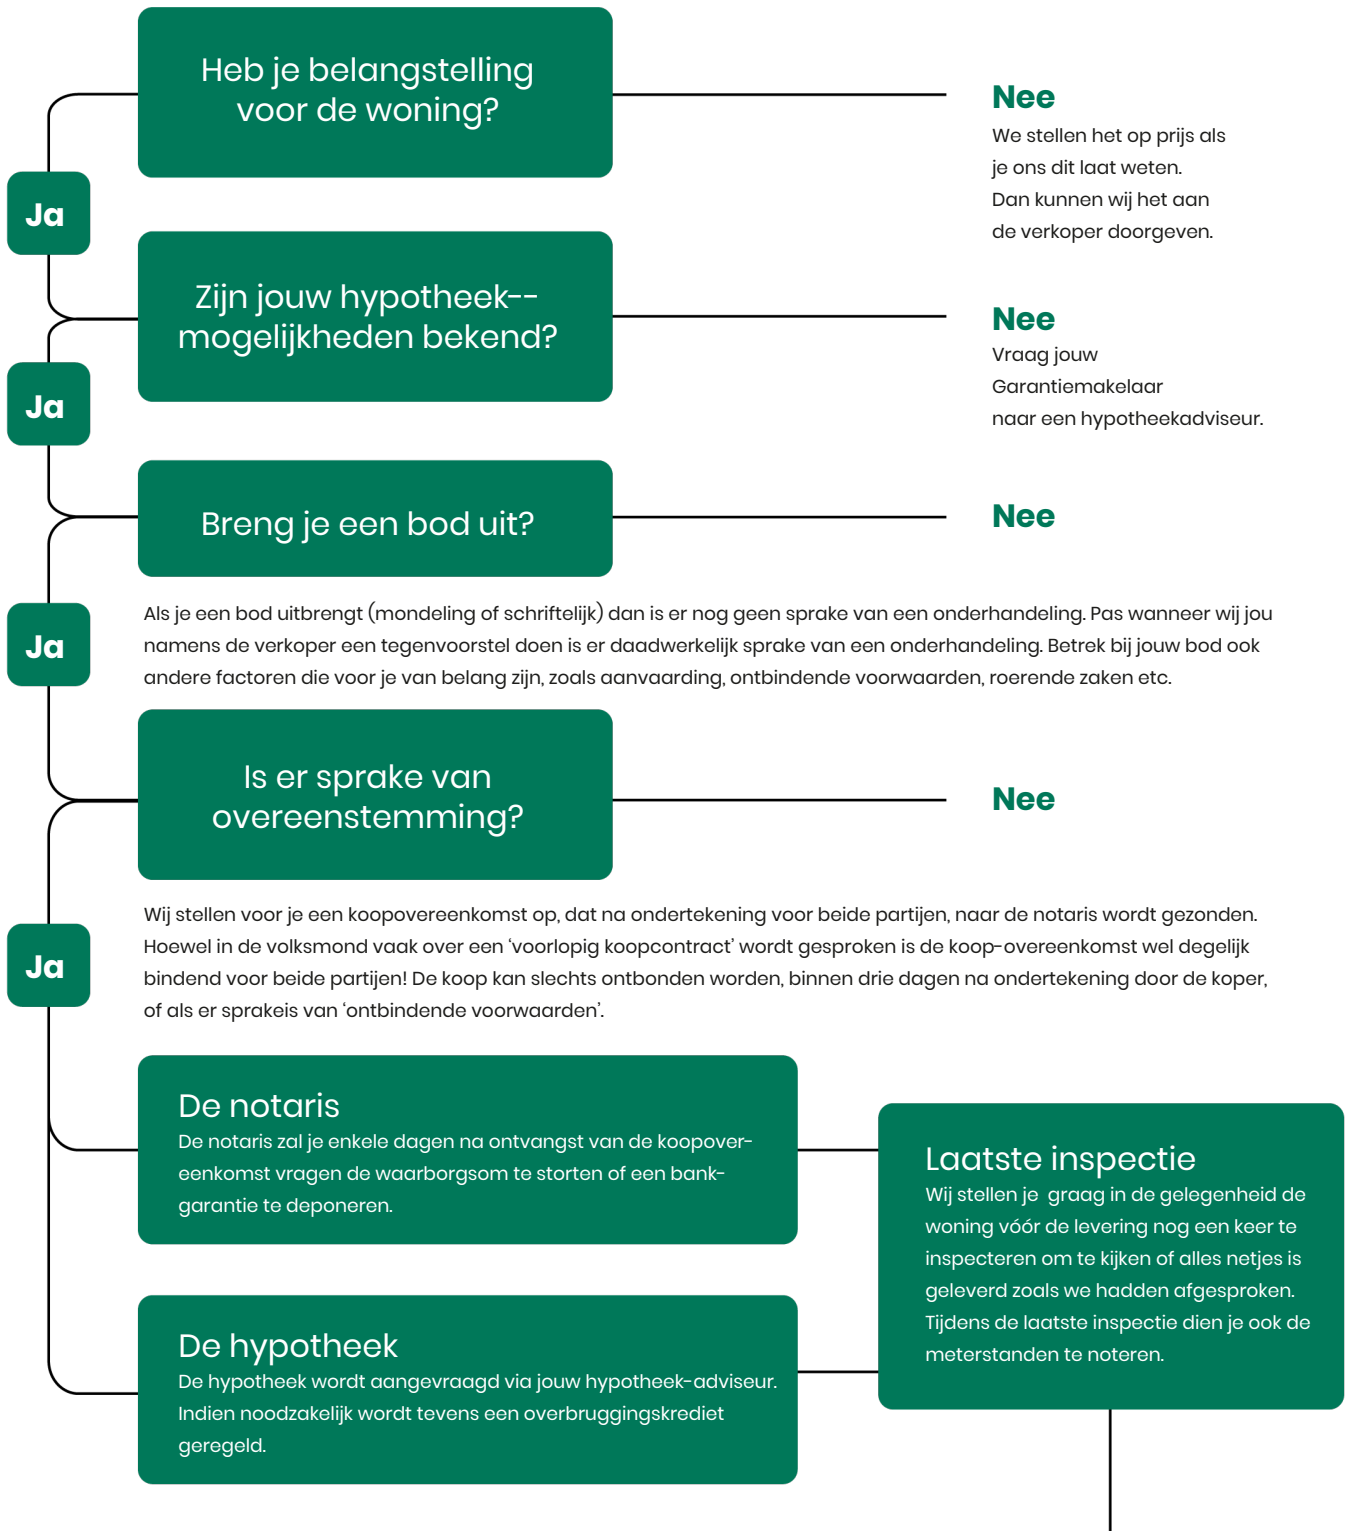 Heb je belangstelling
voor de woning?
Nee
We stellen het op prijs als
je ons dit laat weten.
Dan kunnen wij het aan
de verkoper doorgeven.
Ja
Zijn jouw hypotheek--
mogelijkheden bekend?
Nee
Vraag jouw
Garantiemakelaar
naar een hypotheekadviseur.
Ja
Breng je een bod uit?
Nee
Ja
Als je een bod uitbrengt (mondeling of schriftelijk) dan is er nog geen sprake van een onderhandeling. Pas wanneer wij jou
namens de verkoper een tegenvoorstel doen is er daadwerkelijk sprake van een onderhandeling. Betrek bij jouw bod ook
andere factoren die voor je van belang zijn, zoals aanvaarding, ontbindende voorwaarden, roerende zaken etc.
Is er sprake van
overeenstemming?
Nee
Ja
Wij stellen voor je een koopovereenkomst op, dat na ondertekening voor beide partijen, naar de notaris wordt gezonden.
Hoewel in de volksmond vaak over een ‘voorlopig koopcontract’ wordt gesproken is de koop-overeenkomst wel degelijk
bindend voor beide partijen! De koop kan slechts ontbonden worden, binnen drie dagen na ondertekening door de koper,
of als er sprakeis van ‘ontbindende voorwaarden’.
De notaris
De notaris zal je enkele dagen na ontvangst van de koopover-
eenkomst vragen de waarborgsom te storten of een bank-
garantie te deponeren.
Laatste inspectie
Wij stellen je  graag in de gelegenheid de
woning vóór de levering nog een keer te
inspecteren om te kijken of alles netjes is
geleverd zoals we hadden afgesproken.
Tijdens de laatste inspectie dien je ook de
meterstanden te noteren.
De hypotheek
De hypotheek wordt aangevraagd via jouw hypotheek-adviseur.
Indien noodzakelijk wordt tevens een overbruggingskrediet
geregeld.